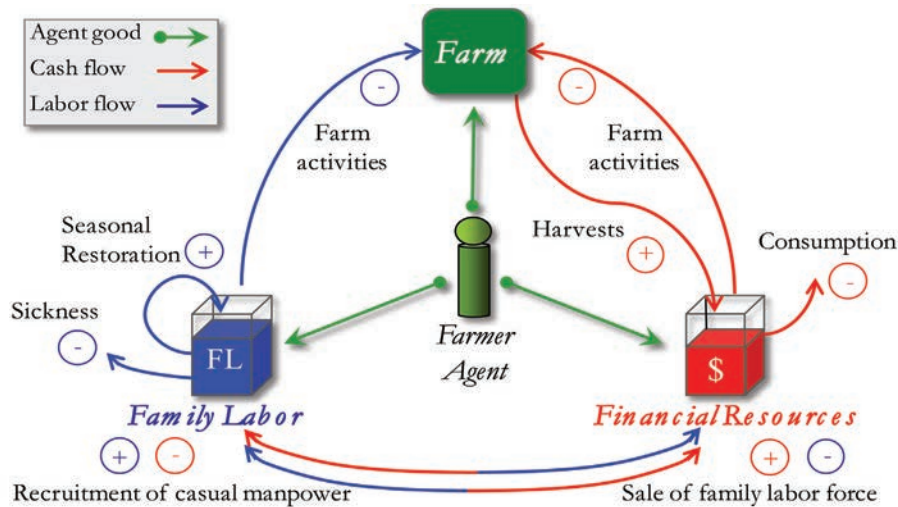 Agent good
Cash flow
Labor flow
Farm
-
-
Farm
activities
Farm
activities
Seasonal
Restoration
+
Harvests
+
Consumption
-
Sickness
-
FL
Farmer
Agent
$
Family Labor
Financial Resources
+ -
+ -
Recruitment of casual manpower
Sale of family labor force